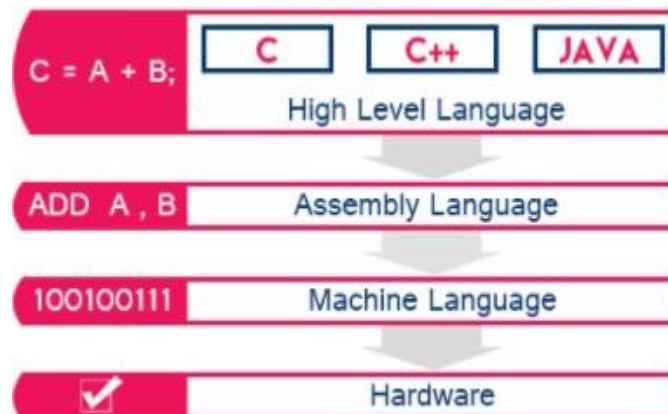 C = A + B;
C C++ JAVA
High Level Language
ADD A , B
Assembly Language
100100111
Machine Language
Hardware